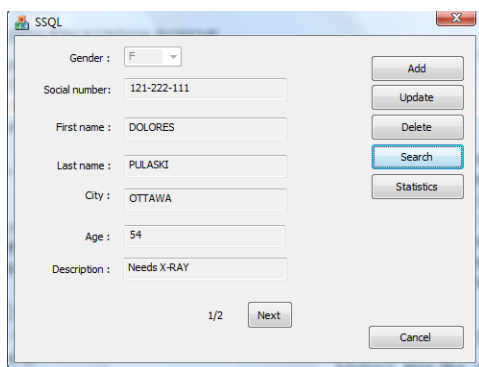 SSQL
Gender : F
Add
Social number: 121-222-111
Update
First name : DOLORES
Delete
Last name : PULASKI
Search
City : OTTAWA
Statistics
Age : 54
Description : Needs X-RAY
1/2 Next
Cancel